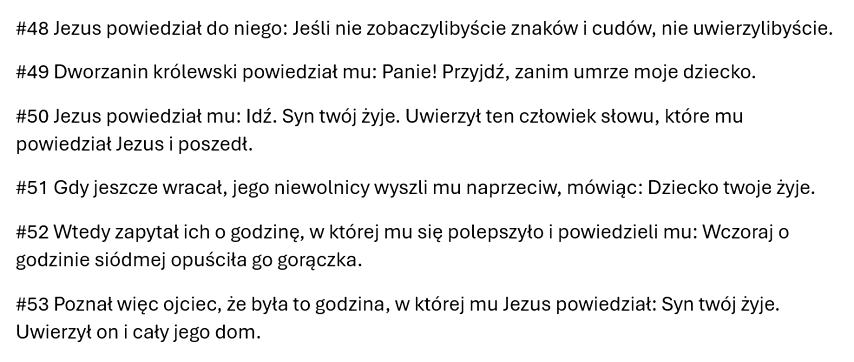 #48 Jezus powiedział do niego: Jeśli nie zobaczylibyście znaków i cudów, nie uwierzylibyście.
#49 Dworzanin królewski powiedział mu: Panie! Przyjdź, zanim umrze moje dziecko.
#50 Jezus powiedział mu: Idź. Syn twój żyje. Uwierzył ten człowiek słowu, które mu
powiedział Jezus i poszedł.
#51 Gdy jeszcze wracał, jego niewolnicy wyszli mu naprzeciw, mówiąc: Dziecko twoje żyje.
#52 Wtedy zapytał ich o godzinę, w której mu się polepszyło i powiedzieli mu: Wczoraj o
godzinie siódmej opuściła go gorączka.
#53 Poznał więc ojciec, że była to godzina, w której mu Jezus powiedział: Syn twój żyje.
Uwierzył on i cały jego dom.